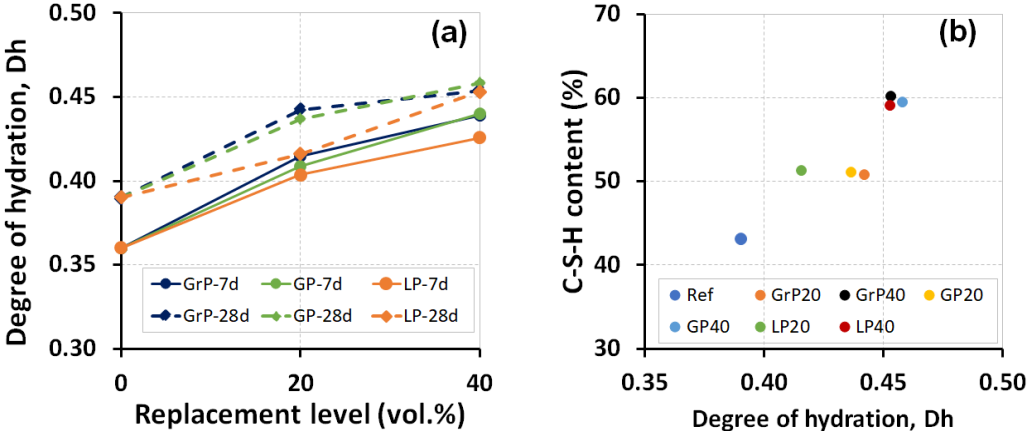 (a)
Degree of hydration, Dh
0.50
0.45
0.40
0.35
0.30
GrP-7d GP-7d LP-7d
GrP-28d GP-28d LP-28d
0 20 40
Replacement level (vol.%)
(b)
C-S-H content (%)
70
60
50
40
30
Ref GrP20 GrP40 GP20
GP40 LP20 LP40
0.35 0.40 0.45 0.50
Degree of hydration, Dh